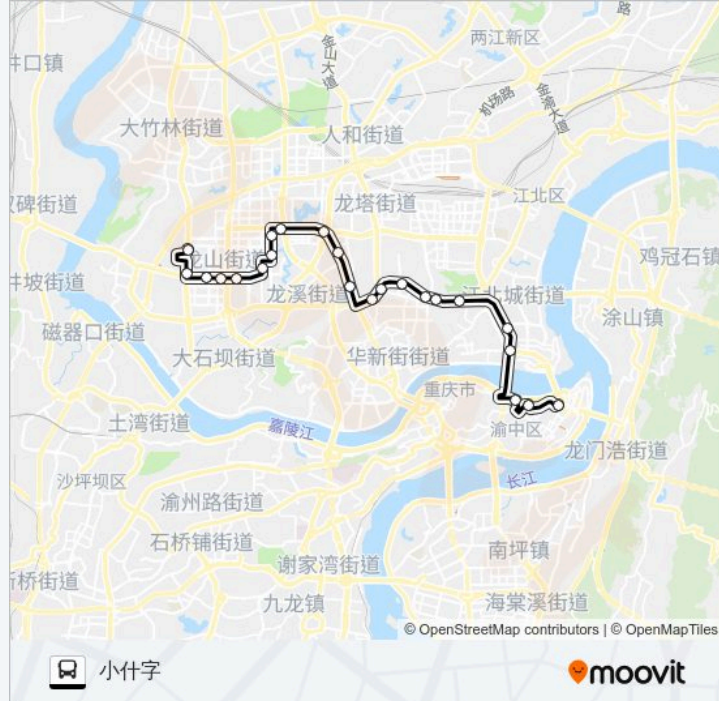 路
金山大道
两江新区
井口镇
机场路
金渝大道
大竹林街道
人和街道
江北区
龙塔街道
碑街道
鸡冠石镇
龙山街道
井坡街道
龙溪街道
江北城街道
涂山镇
磁器口街道
大石坝街道
华新街街道
重庆市
土湾街道
嘉陵江
渝中区
龙门浩街道
沙坪坝区
长江
渝州路街道
石桥铺街道
谢家湾街道
南坪镇
新桥街道
九龙镇
海棠溪街道
© OpenStreetMap contributors | © OpenMapTiles
小什字
moovit